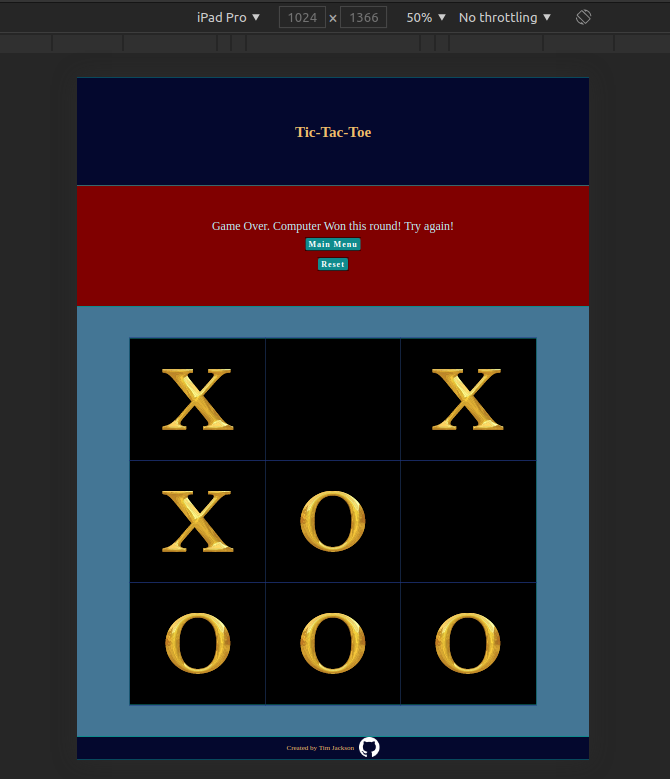 iPad Pro ▼ 1024 x 1366 50% ▼ No throttling ▼
Tic-Tac-Toe
Game Over. Computer Won this round! Try again!
Main Menu
Reset
X X
X O
O O O
Created by Tim Jackson